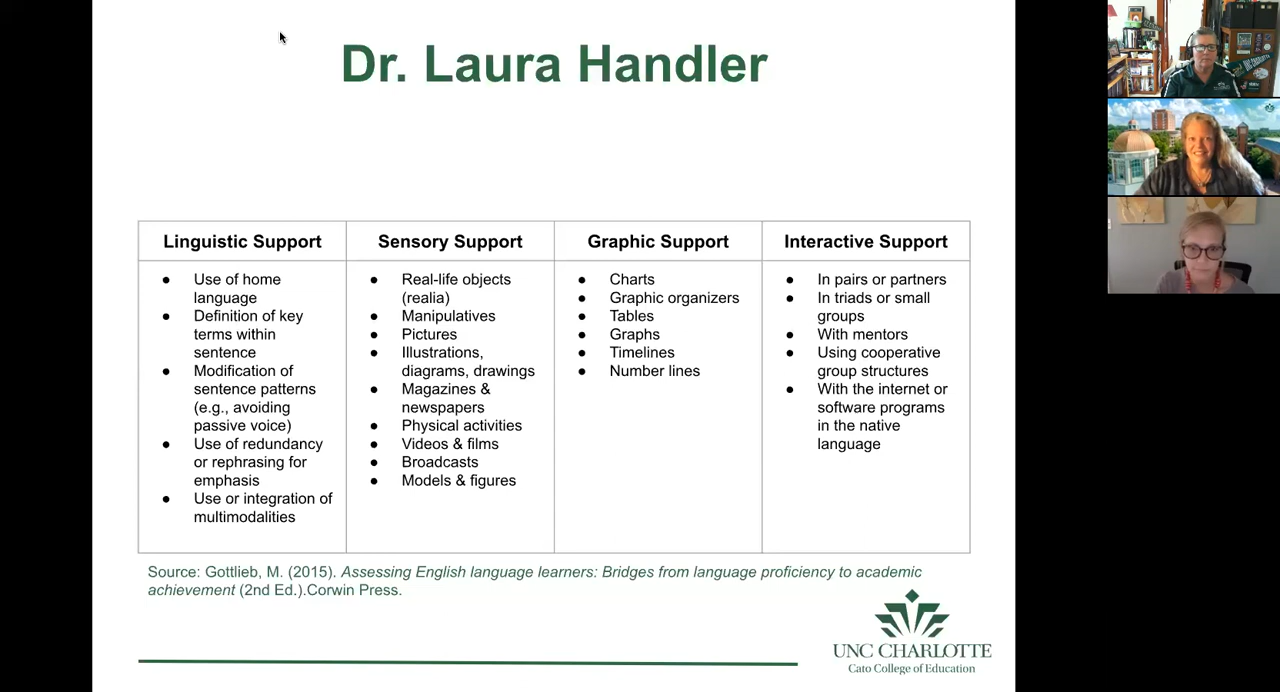 Dr. Laura Handler
Linguistic Support
● Use of home
language
● Definition of key
terms within
sentence
● Modification of
sentence patterns
(e.g., avoiding
passive voice)
● Use of redundancy
or rephrasing for
emphasis
● Use or integration of
multimodalities
Sensory Support
● Real-life objects
(realia)
● Manipulatives
● Pictures
● Illustrations,
diagrams, drawings
● Magazines &
newspapers
● Physical activities
● Videos & films
● Broadcasts
● Models & figures
Graphic Support
● Charts
● Graphic organizers
● Tables
● Graphs
● Timelines
● Number lines
Interactive Support
● In pairs or partners
● In triads or small
groups
● With mentors
● Using cooperative
group structures
● With the internet or
software programs
in the native
language
Source: Gottlieb, M. (2015). Assessing English language learners: Bridges from language proficiency to academic
achievement (2nd Ed.).Corwin Press.
UNC CHARLOTTE
Cato College of Education
UNC CHARLOTTE